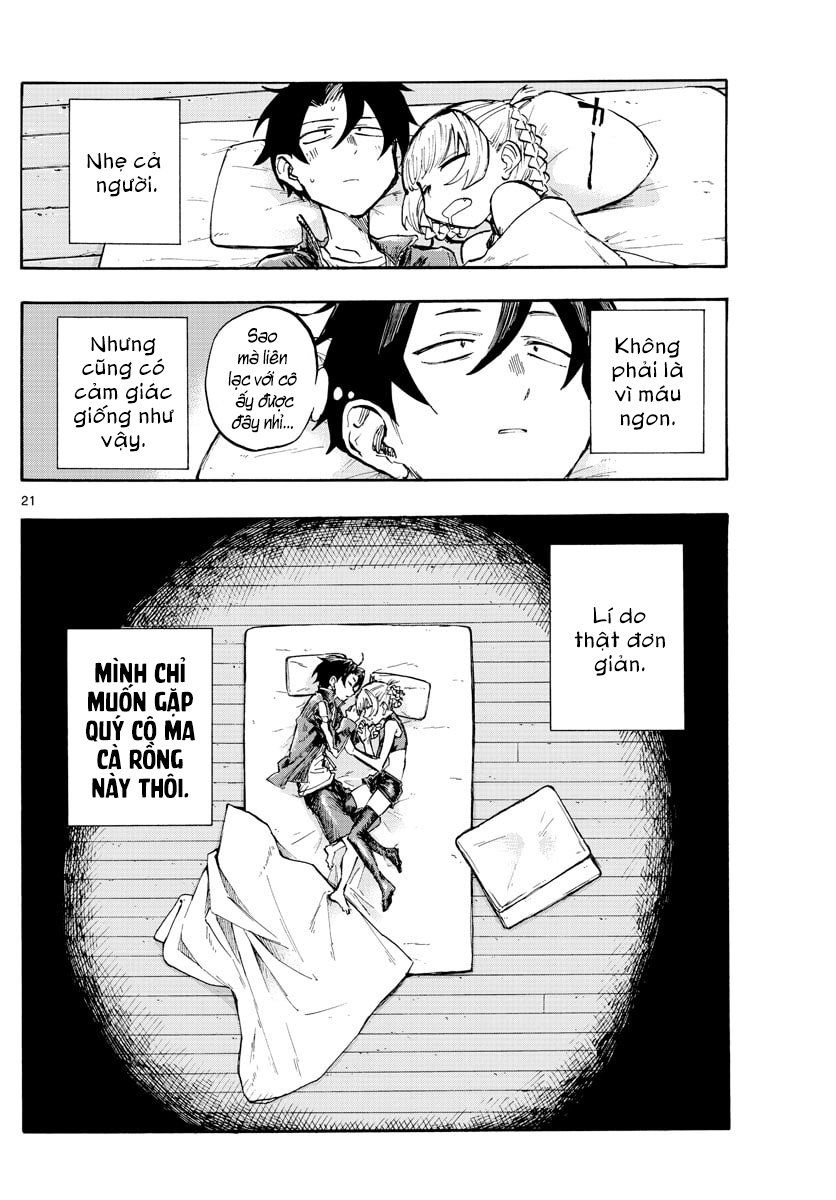 カー
Nhẹ cả
người.
Không
phải là
vì máu
ngon.
Sao
mà liên
lạc với cô
ấy được
đây nhỉ...
Nhưng
cũng có
cảm giác
giống như
vậy.
21
Lí do
thật đơn
giản.
MÌNH CHỈ
MUỐN GẶP
QUÝ CÔ MA
CÀ RỒNG
NÀY THÔI.